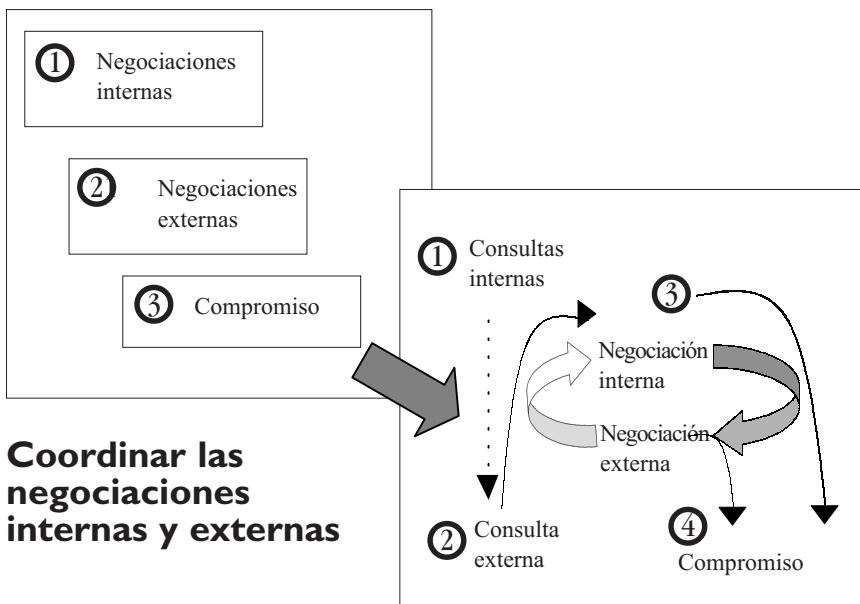 1 Negociaciones
internas
2 Negociaciones
externas
3 Compromiso
Coordinar las
negociaciones
internas y externas
1 Consultas
internas
3
Negociación
interna
Negociación
externa
2 Consulta
externa
4
Compromiso